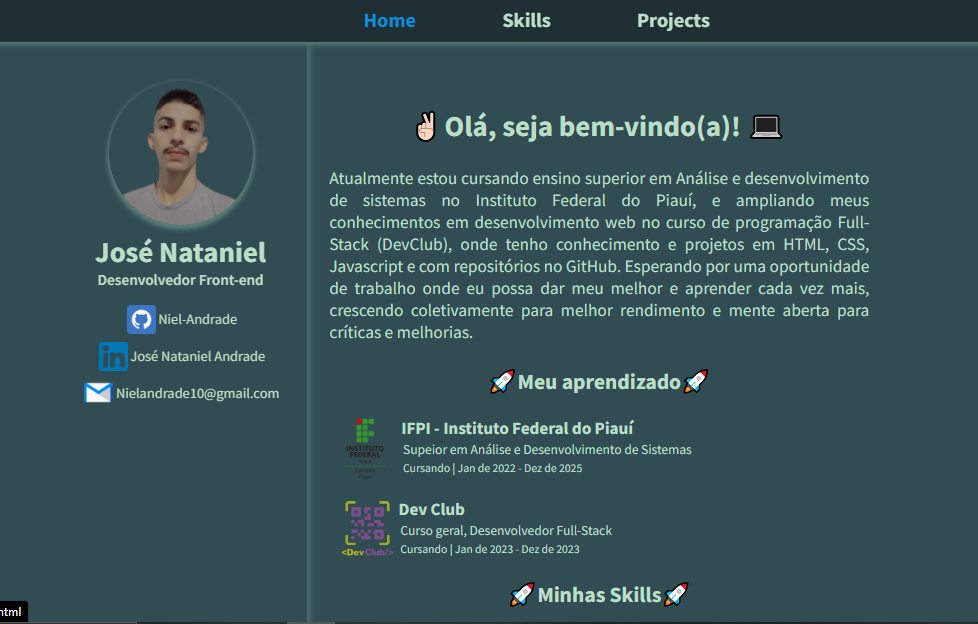 Home Skills Projects
Olá, seja bem-vindo(a)!
José Nataniel
Desenvolvedor Front-end
Niel-Andrade
José Nataniel Andrade
Nielandrade10@gmail.com
Atualmente estou cursando ensino superior em Análise e desenvolvimento
de sistemas no Instituto Federal do Piauí, e ampliando meus
conhecimentos em desenvolvimento web no curso de programação Full-
Stack (DevClub), onde tenho conhecimento e projetos em HTML, CSS,
Javascript e com repositórios no GitHub. Esperando por uma oportunidade
de trabalho onde eu possa dar meu melhor e aprender cada vez mais,
crescendo coletivamente para melhor rendimento e mente aberta para
críticas e melhorias.
Meu aprendizado
INSTITUTO
FEDERAL
Piauí
Campus
IFPI - Instituto Federal do Piauí
Supeior em Análise e Desenvolvimento de Sistemas
Cursando | Jan de 2022 - Dez de 2025
<Dev Club/>
Dev Club
Curso geral, Desenvolvedor Full-Stack
Cursando | Jan de 2023 - Dez de 2023
Minhas Skills
html